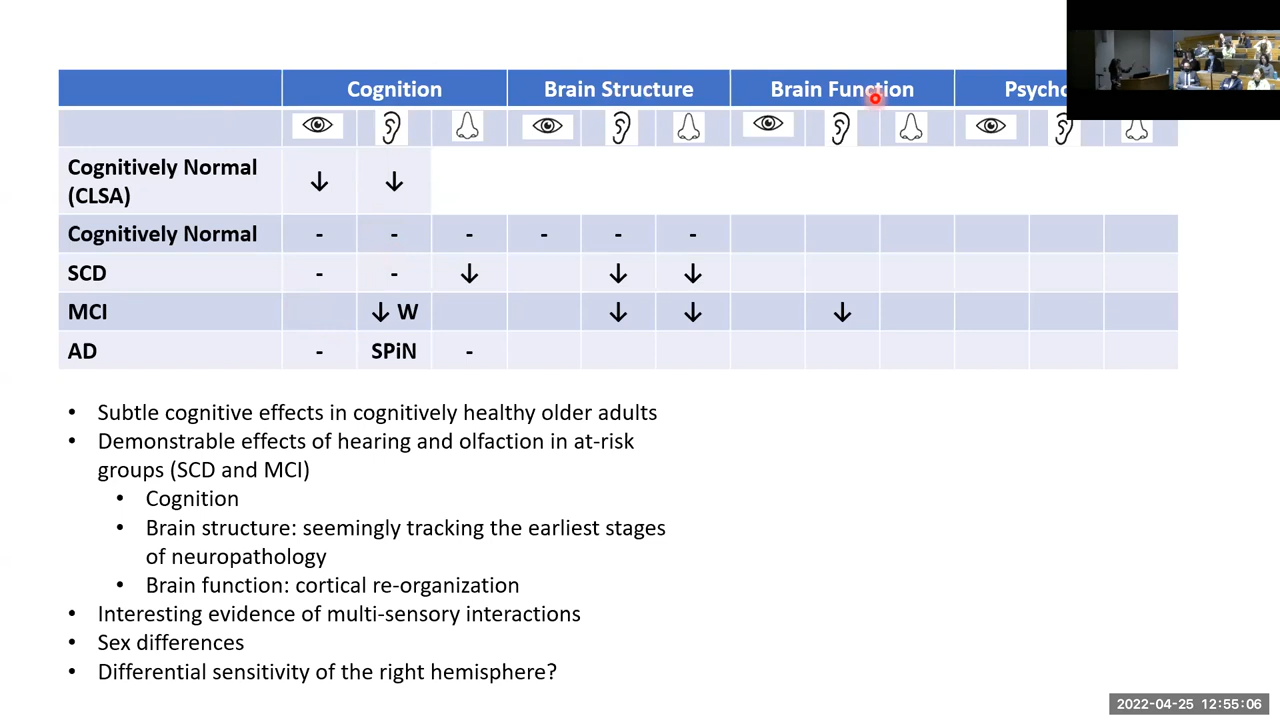 Cognition Brain Structure Brain Function Psycho
Cognitively Normal
(CLSA) ↓ ↓
Cognitively Normal - - - - - -
SCD - - ↓ ↓ ↓
MCI ↓ W ↓ ↓ ↓
AD - SPiN -
• Subtle cognitive effects in cognitively healthy older adults
• Demonstrable effects of hearing and olfaction in at-risk
groups (SCD and MCI)
• Cognition
• Brain structure: seemingly tracking the earliest stages
of neuropathology
• Brain function: cortical re-organization
• Interesting evidence of multi-sensory interactions
• Sex differences
• Differential sensitivity of the right hemisphere?
2022-04-25 12:55:06